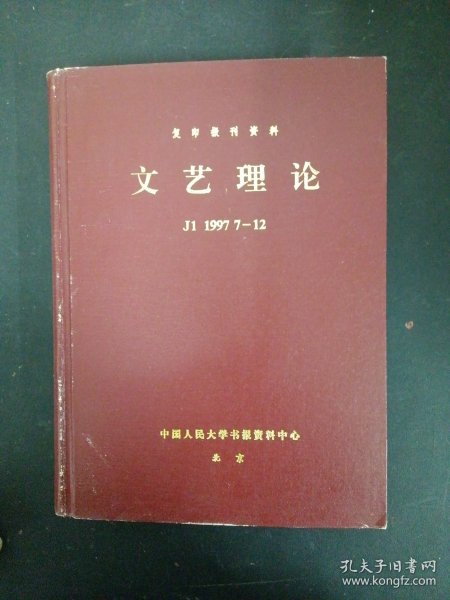 复印报刊资料
文艺理论
J1 1997 7-12
中国人民大学书报资料中心
北京
孔夫子旧书网
www.kongfz.com